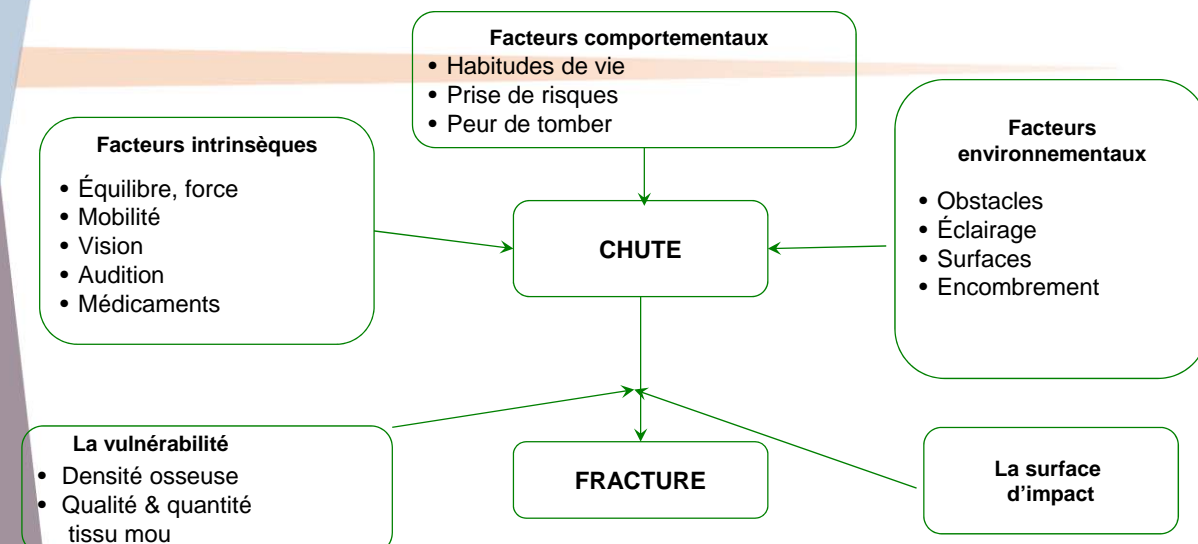 Facteurs comportementaux
• Habitudes de vie
• Prise de risques
• Peur de tomber
Facteurs intrinsèques
• Équilibre, force
• Mobilité
• Vision
• Audition
• Médicaments
Facteurs
environnementaux
• Obstacles
• Éclairage
• Surfaces
• Encombrement
CHUTE
La vulnérabilité
• Densité osseuse
• Qualité & quantité
tissu mou
FRACTURE
La surface
d’impact